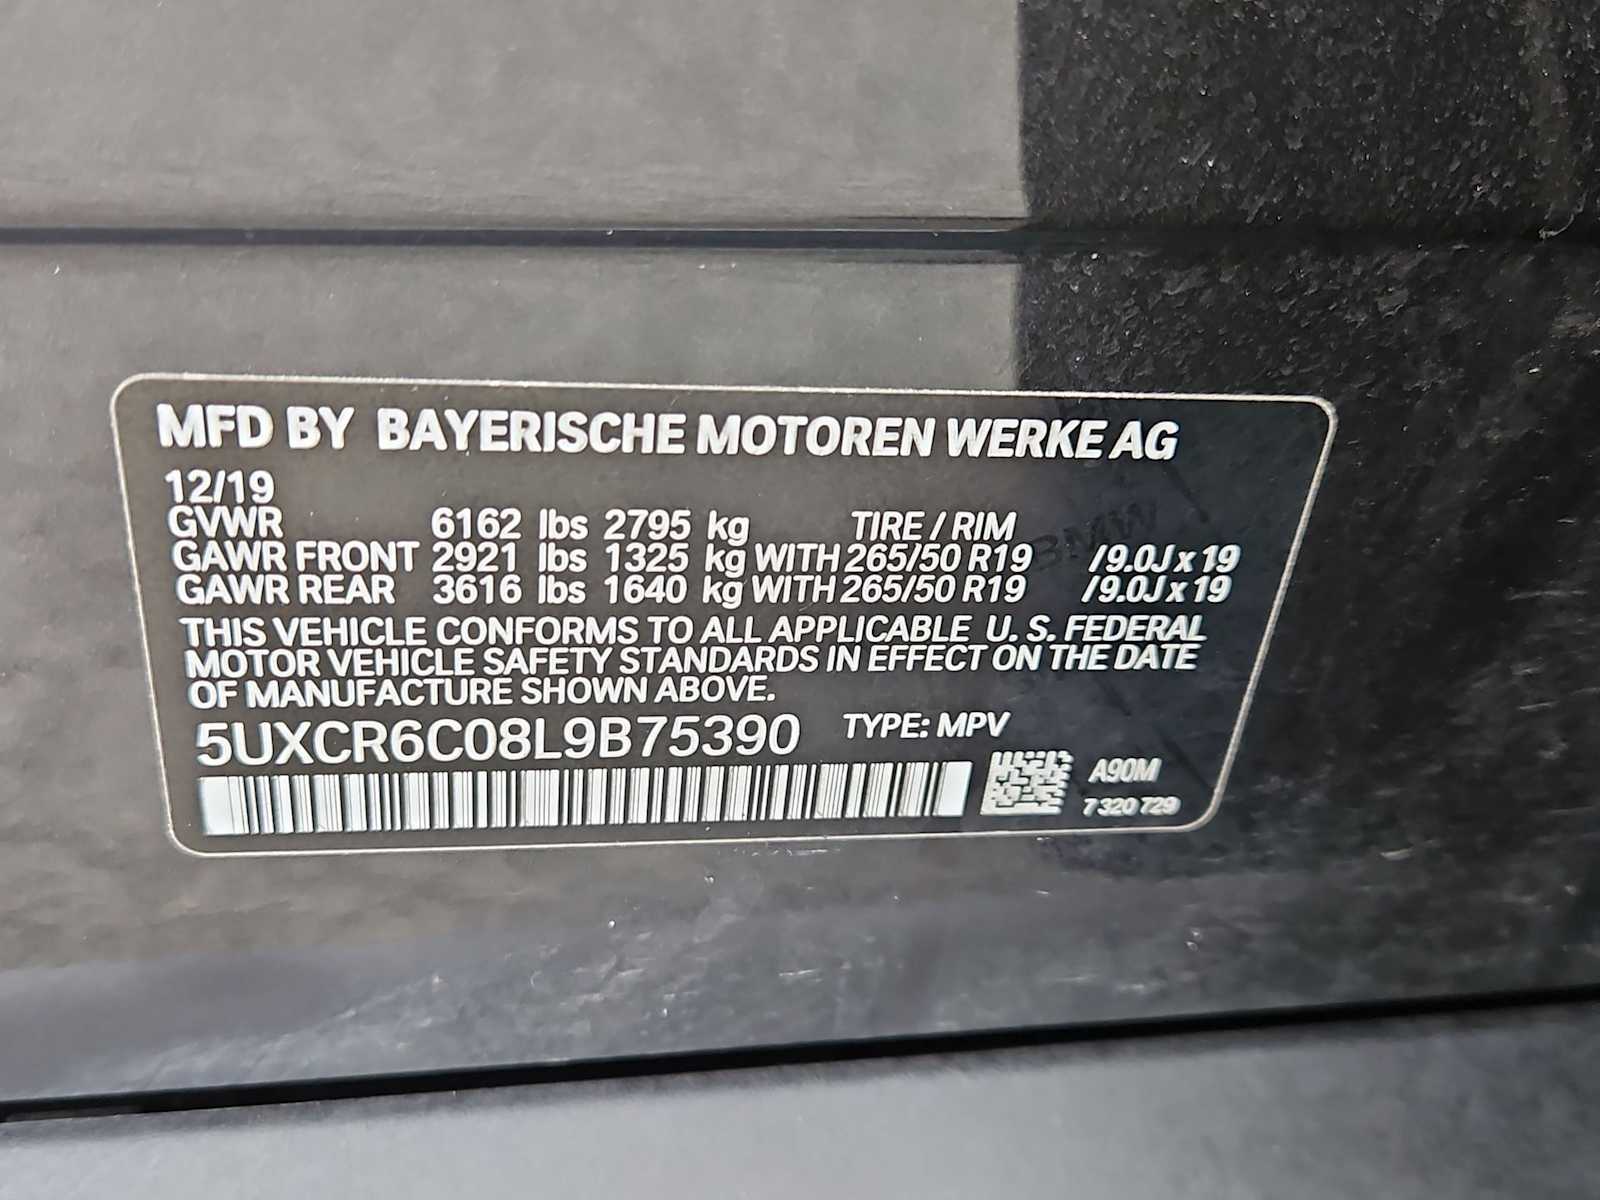 MFD BY BAYERISCHE MOTOREN WERKE AG
12/19
GVWR 6162 lbs 2795 kg TIRE / RIM
GAWR FRONT 2921 lbs 1325 kg WITH 265/50 R19 /9.0J x 19
GAWR REAR 3616 lbs 1640 kg WITH 265/50 R19 /9.0J x 19
THIS VEHICLE CONFORMS TO ALL APPLICABLE U. S. FEDERAL
MOTOR VEHICLE SAFETY STANDARDS IN EFFECT ON THE DATE
OF MANUFACTURE SHOWN ABOVE.
5UXCR6C08L9B75390 TYPE: MPV
A90M
7 320 729
BMW